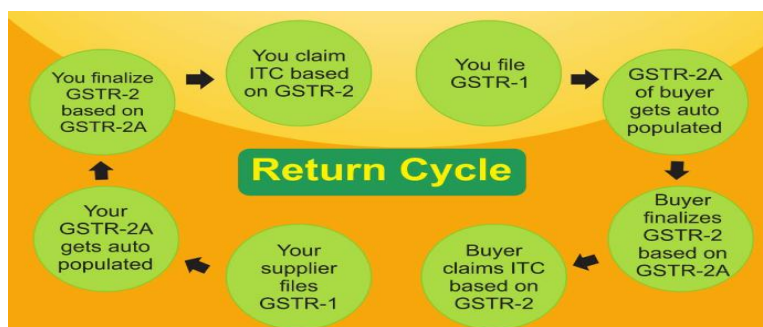 You claim
ITC based
on GSTR-2
You file
GSTR-1
You finalize
GSTR-2
based on
GSTR-2A
GSTR-2A
of buyer
gets auto
populated
Return Cycle
Your
GSTR-2A
gets auto
populated
Your
supplier
files
GSTR-1
Buyer
claims ITC
based on
GSTR-2
Buyer
finalizes
GSTR-2
based on
GSTR-2A